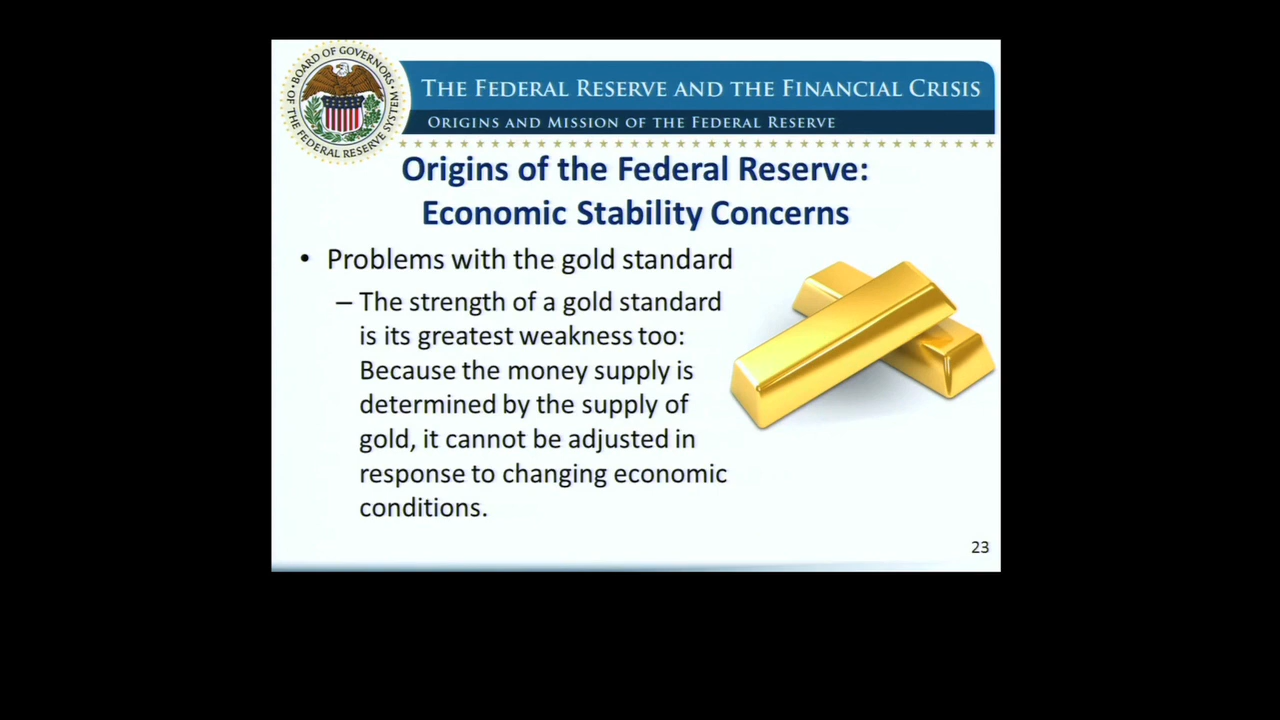 BOARD OF GOVERNORS
OF THE FEDERAL RESERVE SYSTEM
THE FEDERAL RESERVE AND THE FINANCIAL CRISIS
ORIGINS AND MISSION OF THE FEDERAL RESERVE
Origins of the Federal Reserve:
Economic Stability Concerns
• Problems with the gold standard
– The strength of a gold standard
is its greatest weakness too:
Because the money supply is
determined by the supply of
gold, it cannot be adjusted in
response to changing economic
conditions.
23